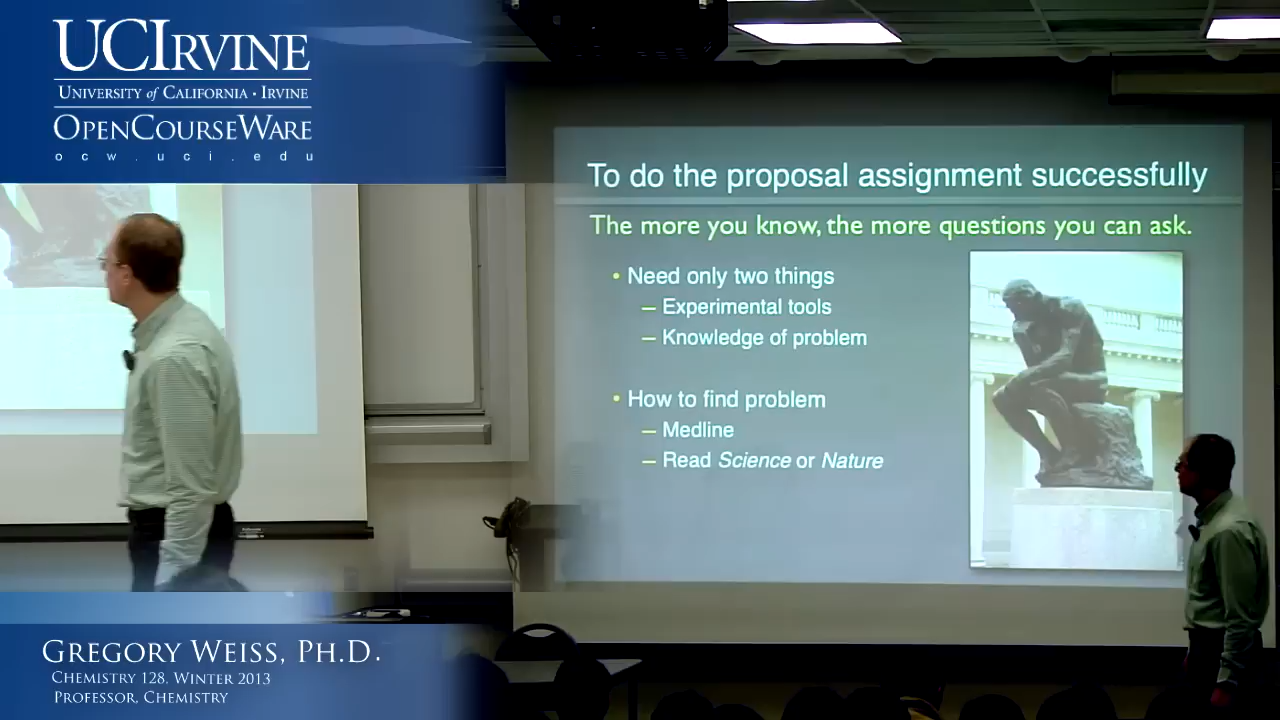 UCIRVINE
UNIVERSITY of CALIFORNIA • IRVINE
OPENCOURSEWARE
ocw.uci.edu
To do the proposal assignment successfully
The more you know, the more questions you can ask.
• Need only two things
– Experimental tools
– Knowledge of problem
• How to find problem
– Medline
– Read Science or Nature
GREGORY WEISS, PH.D.
CHEMISTRY 128, WINTER 2013
PROFESSOR, CHEMISTRY